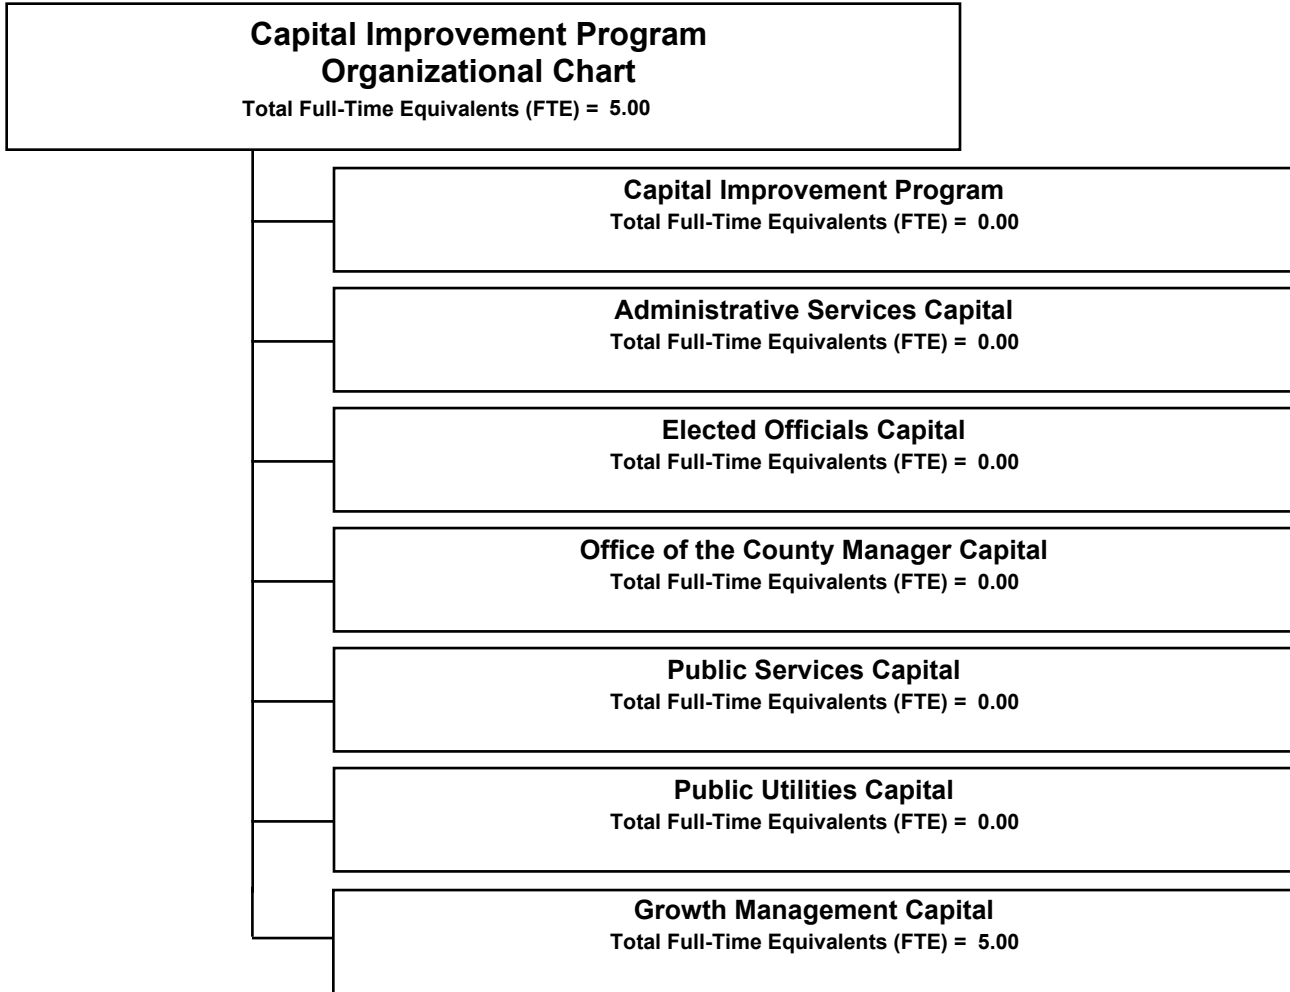 Capital Improvement Program
Organizational Chart
Total Full-Time Equivalents (FTE) = 5.00
Capital Improvement Program
Total Full-Time Equivalents (FTE) = 0.00
Administrative Services Capital
Total Full-Time Equivalents (FTE) = 0.00
Elected Officials Capital
Total Full-Time Equivalents (FTE) = 0.00
Office of the County Manager Capital
Total Full-Time Equivalents (FTE) = 0.00
Public Services Capital
Total Full-Time Equivalents (FTE) = 0.00
Public Utilities Capital
Total Full-Time Equivalents (FTE) = 0.00
Growth Management Capital
Total Full-Time Equivalents (FTE) = 5.00